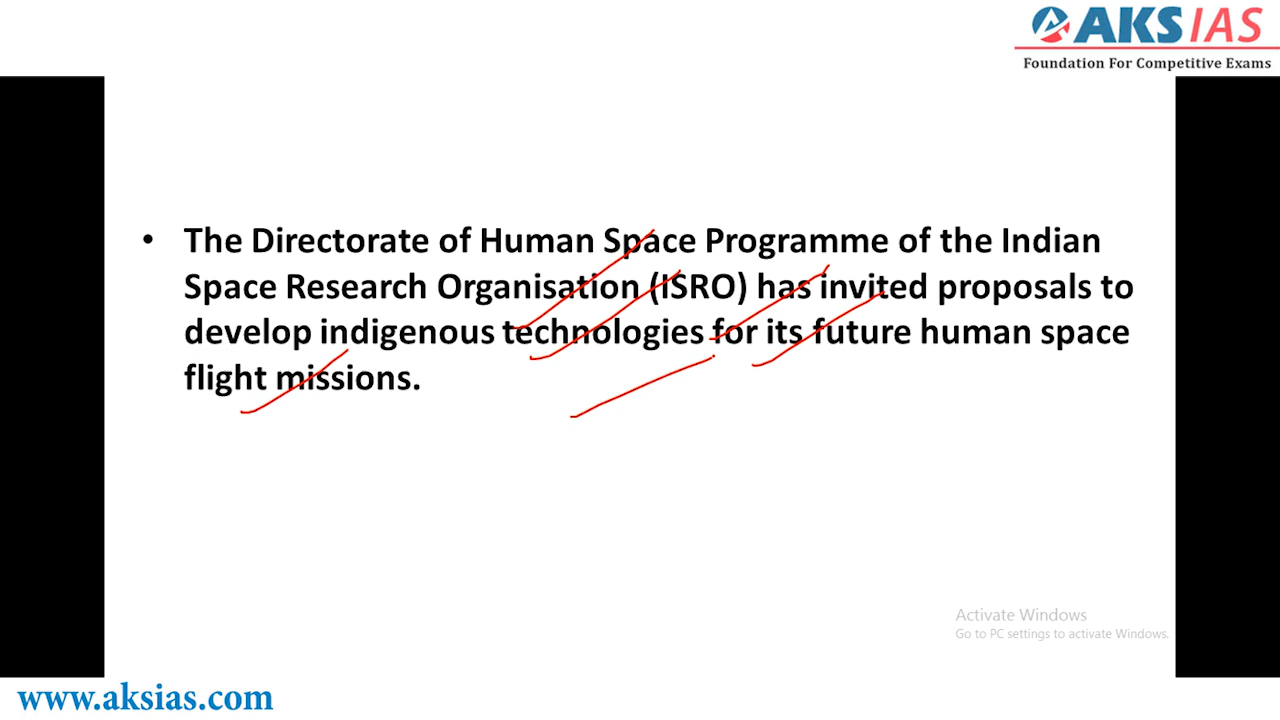 AKS IAS
Foundation For Competitive Exams
• The Directorate of Human Space Programme of the Indian
Space Research Organisation (ISRO) has invited proposals to
develop indigenous technologies for its future human space
flight missions.
Activate Windows
Go to PC settings to activate Windows.
www.aksias.com